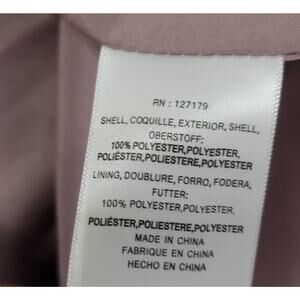 RN : 127179
SHELL, COQUILLE, EXTERIOR, SHELL,
OBERSTOFF:
100% POLYESTER,POLYESTER,
POLIÉSTER,POLIESTERE,POLYESTER
LINING, DOUBLURE, FORRO, FODERA,
FUTTER:
100% POLYESTER,POLYESTER,
POLIÉSTER,POLIESTERE,POLYESTER
MADE IN CHINA
FABRIQUE EN CHINA
HECHO EN CHINA